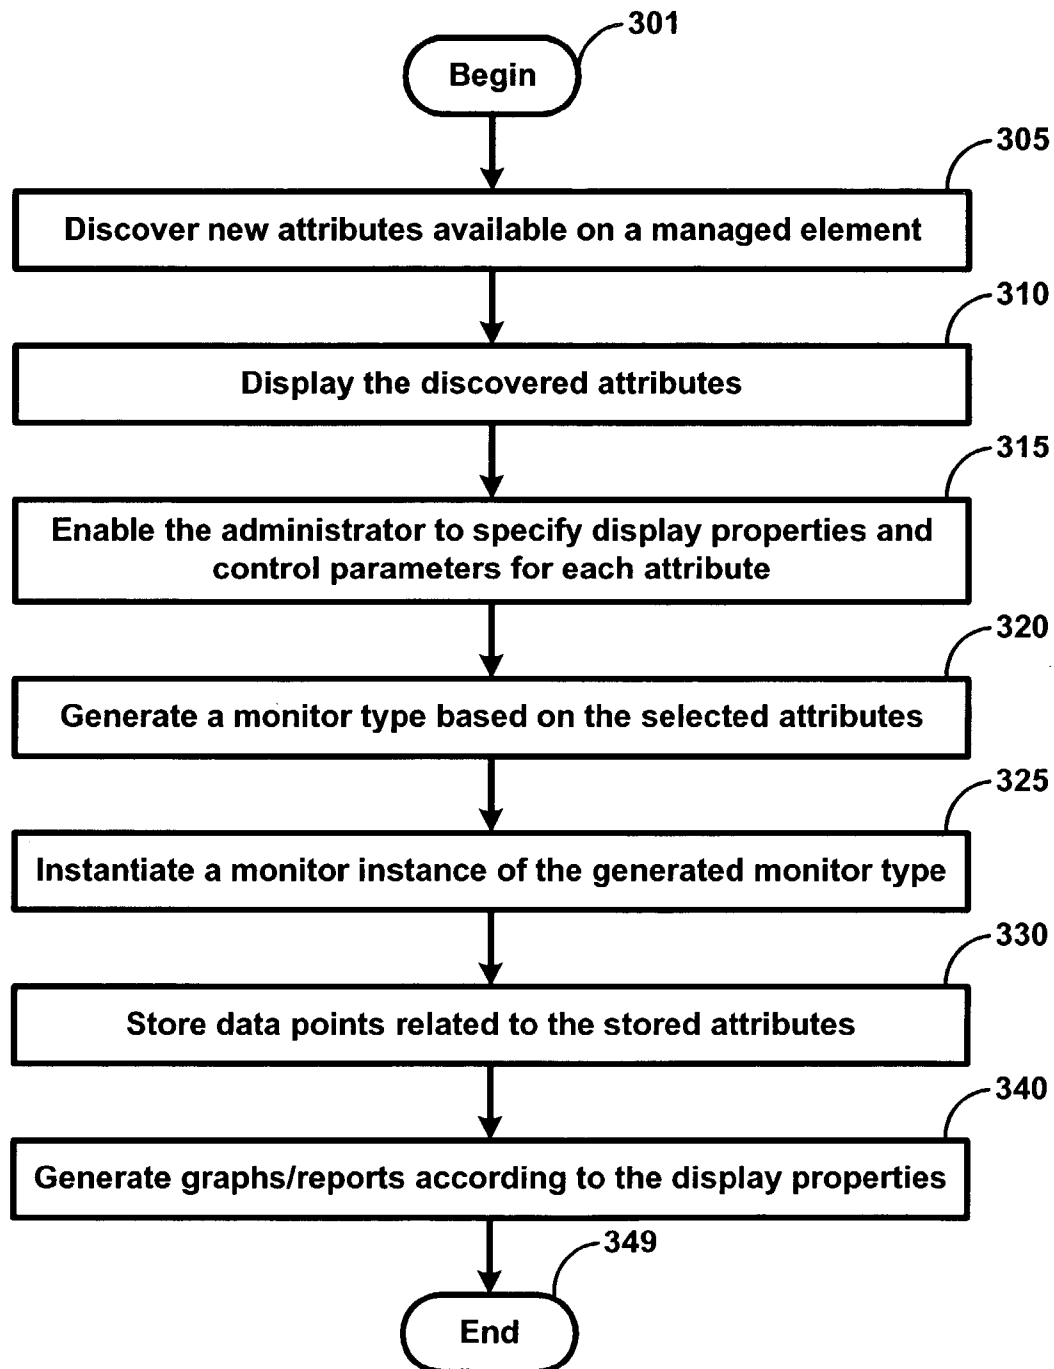 301
Begin
305
Discover new attributes available on a managed element
310
Display the discovered attributes
315
Enable the administrator to specify display properties and
control parameters for each attribute
320
Generate a monitor type based on the selected attributes
325
Instantiate a monitor instance of the generated monitor type
330
Store data points related to the stored attributes
340
Generate graphs/reports according to the display properties
349
End